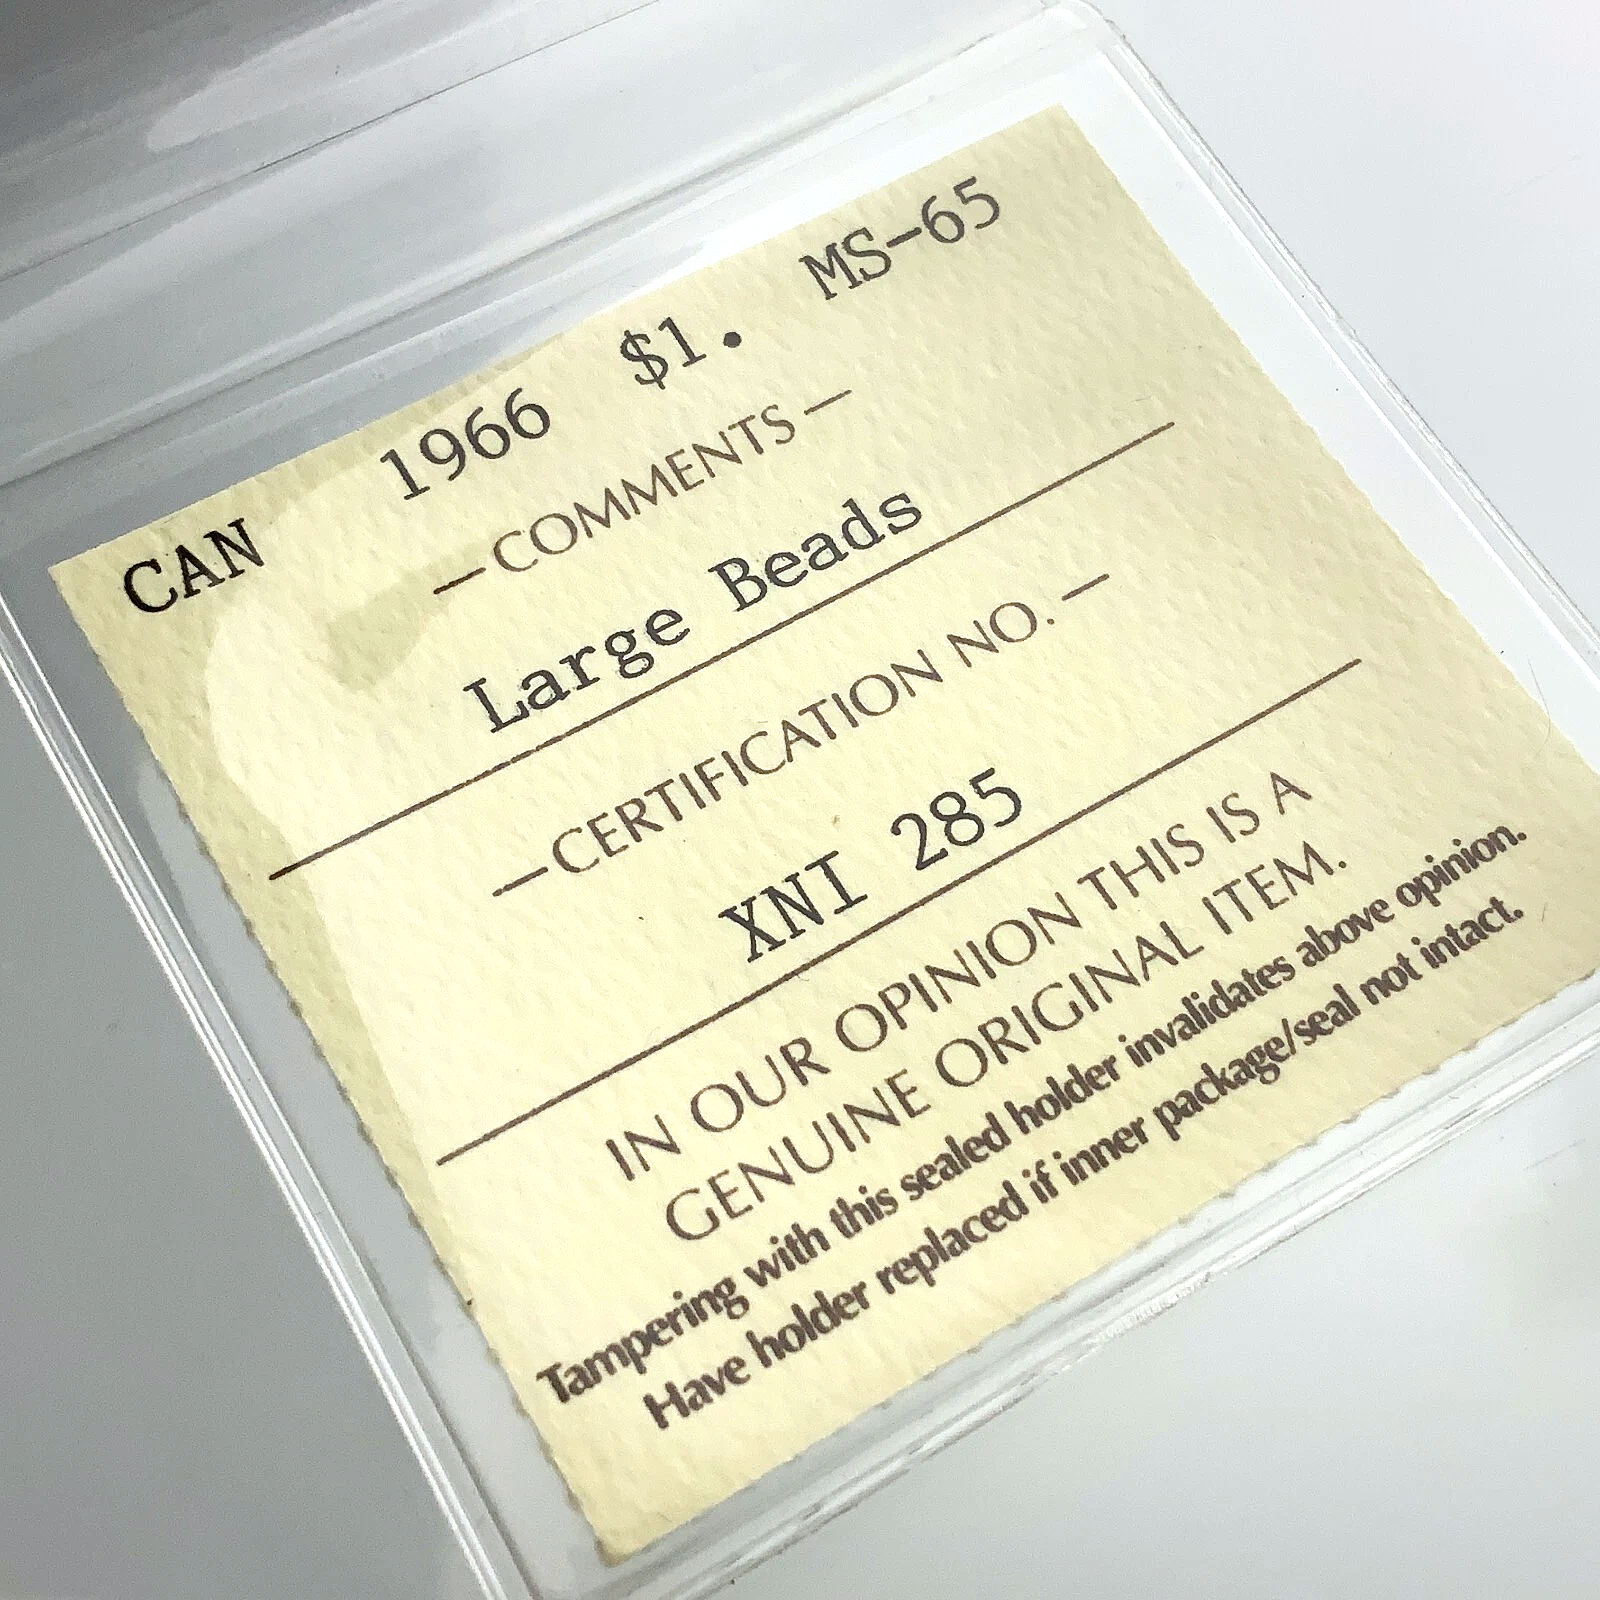 CAN 1966 $1. MS-65
—COMMENTS—
Large Beads
—CERTIFICATION NO.—
XNI 285
IN OUR OPINION THIS IS A
GENUINE ORIGINAL ITEM.
Tampering with this sealed holder invalidates above opinion.
Have holder replaced if inner package/seal not intact.